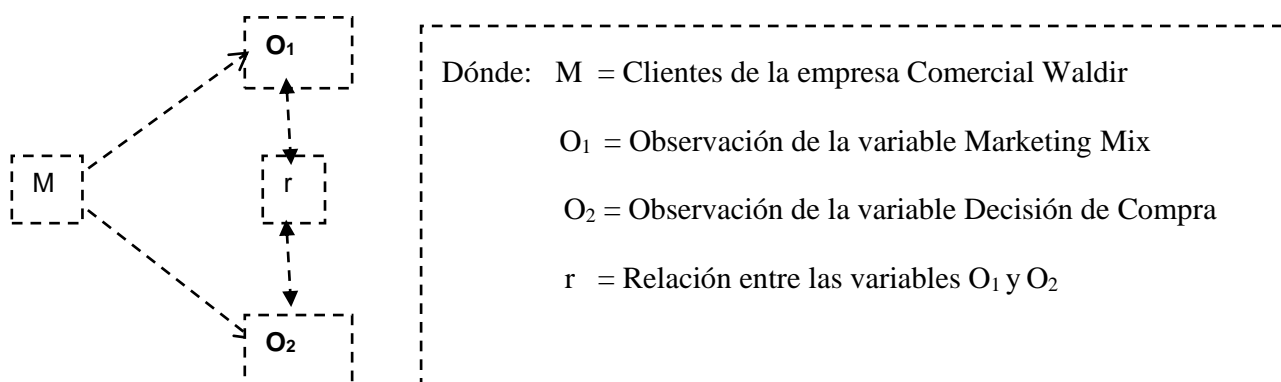 O₁
M
r
O₂
Dónde: M = Clientes de la empresa Comercial Waldir
O₁ = Observación de la variable Marketing Mix
O₂ = Observación de la variable Decisión de Compra
r = Relación entre las variables O₁ y O₂